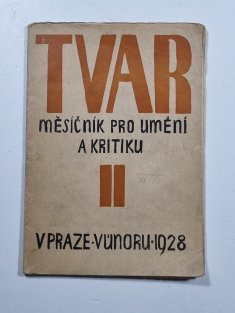 TVAR
MĚSÍČNÍK PRO UMĚNÍ
A KRITIKU
II
V PRAZE · V ÚNORU · 1928